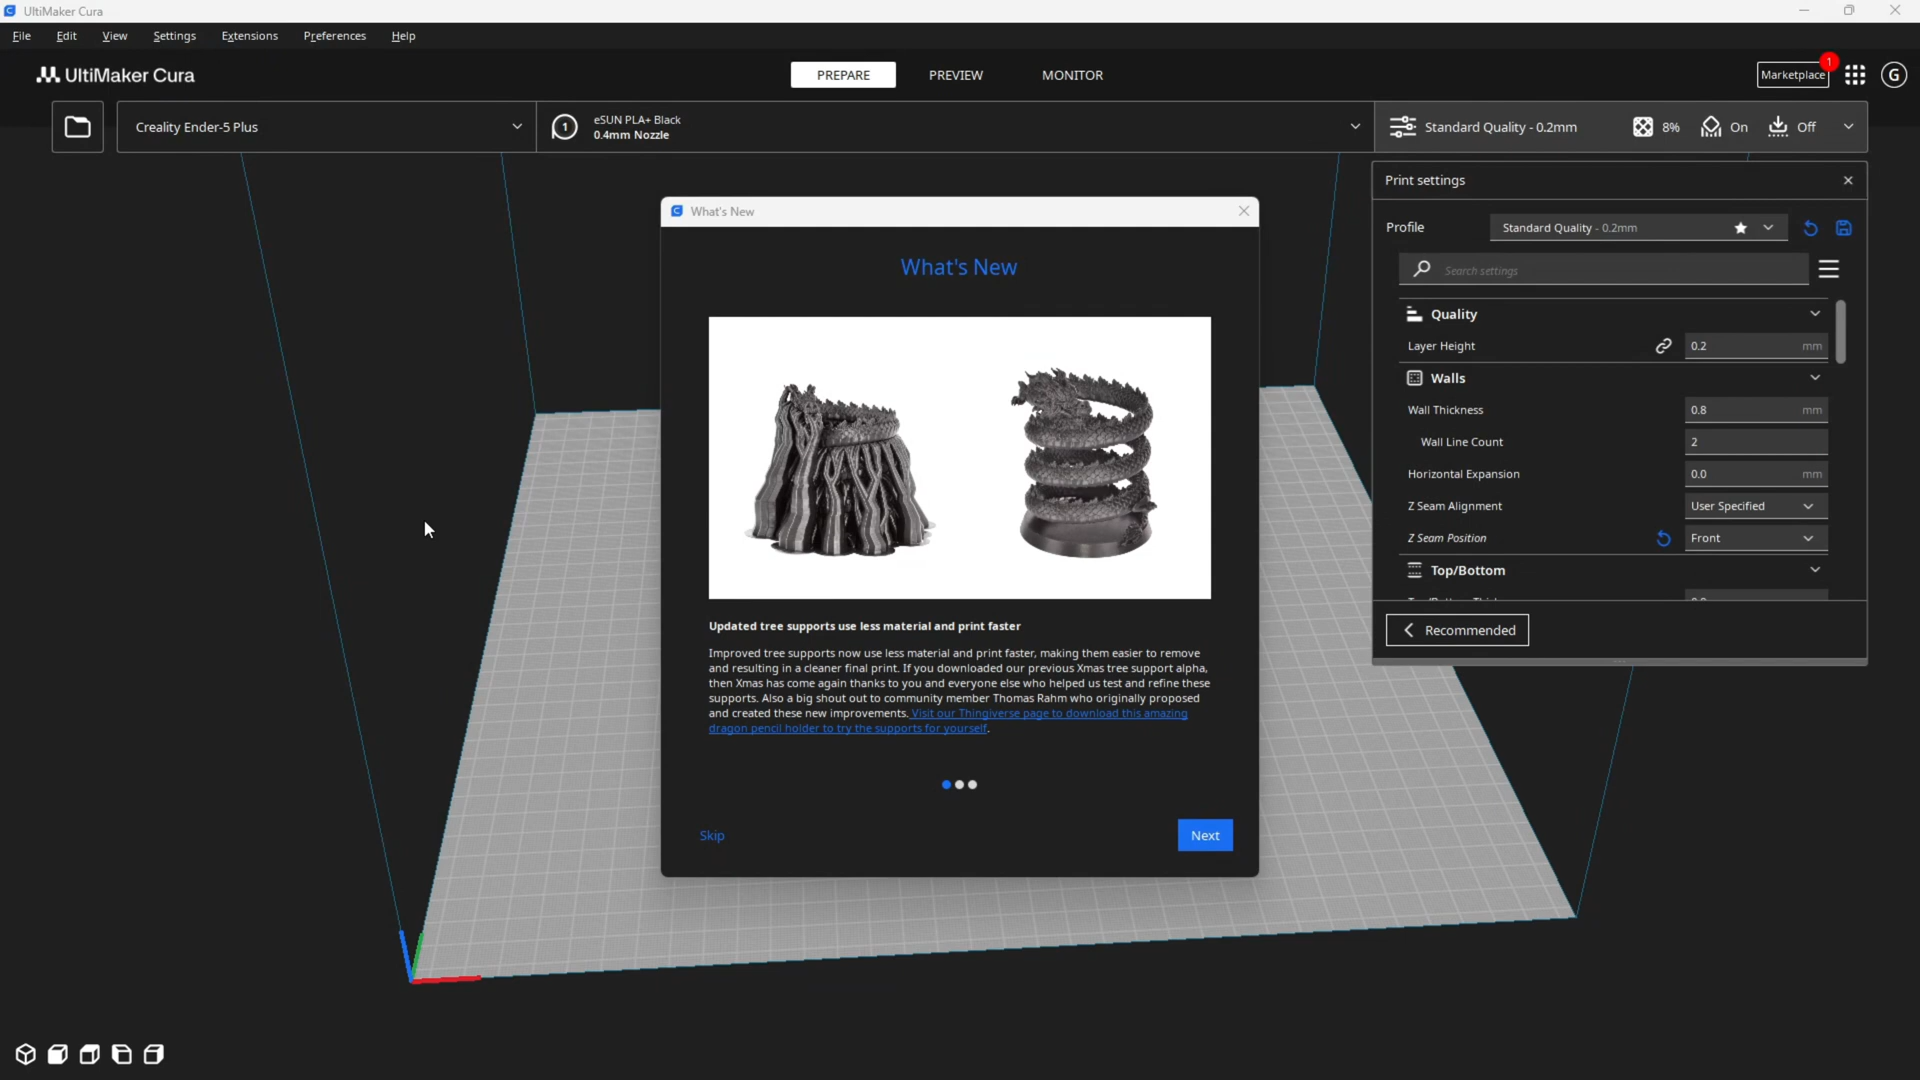 UltiMaker Cura
File Edit View Settings Extensions Preferences Help
UltiMaker Cura
PREPARE PREVIEW MONITOR
Marketplace 1 G
Creality Ender-5 Plus
1 eSUN PLA+ Black
0.4mm Nozzle
Standard Quality - 0.2mm 8% On Off
What's New
What's New
Updated tree supports use less material and print faster
Improved tree supports now use less material and print faster, making them easier to remove
and resulting in a cleaner final print. If you downloaded our previous Xmas tree support alpha,
then Xmas has come again thanks to you and everyone else who helped us test and refine these
supports. Also a big shout out to community member Thomas Rahm who originally proposed
and created these new improvements. Visit our Thingiverse page to download this amazing
dragon pencil holder to try the supports for yourself.
Skip Next
Print settings
Profile Standard Quality - 0.2mm
Search settings
Quality
Layer Height 0.2 mm
Walls
Wall Thickness 0.8 mm
Wall Line Count 2
Horizontal Expansion 0.0 mm
Z Seam Alignment User Specified
Z Seam Position Front
Top/Bottom
Recommended